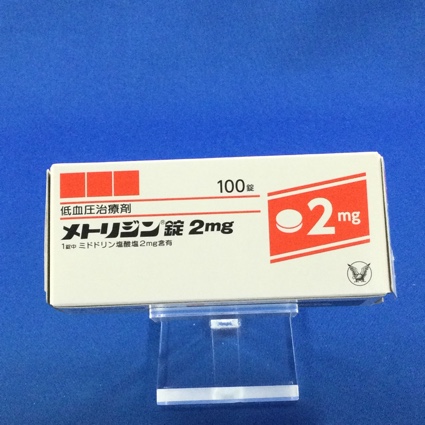 100錠
低血圧治療剤
メトリジン®錠 2mg
1錠中 ミドドリン塩酸塩2mg含有
2mg